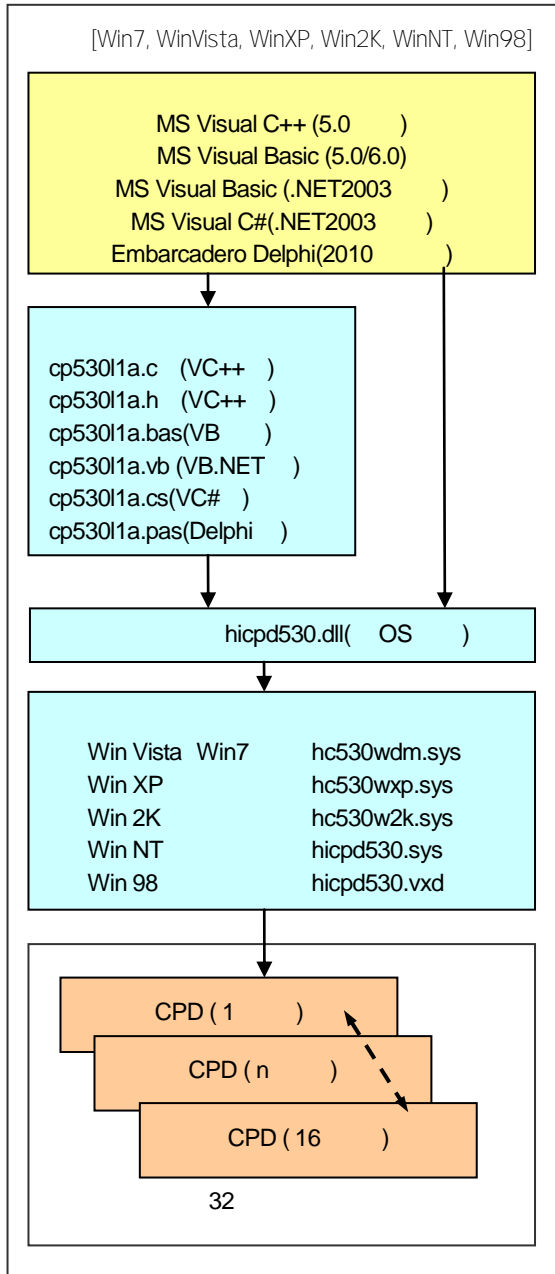 [Win7, WinVista, WinXP, Win2K, WinNT, Win98]
MS Visual C++ (5.0 )
MS Visual Basic (5.0/6.0)
MS Visual Basic (.NET2003 )
MS Visual C#(.NET2003 )
Embarcadero Delphi(2010 )
cp530l1a.c (VC++ )
cp530l1a.h (VC++ )
cp530l1a.bas(VB )
cp530l1a.vb (VB.NET )
cp530l1a.cs(VC# )
cp530l1a.pas(Delphi )
hicpd530.dll( OS )
Win Vista Win7 hc530wdm.sys
Win XP hc530wxp.sys
Win 2K hc530w2k.sys
Win NT hicpd530.sys
Win 98 hicpd530.vxd
CPD ( 1 )
CPD ( n )
CPD ( 16 )
32